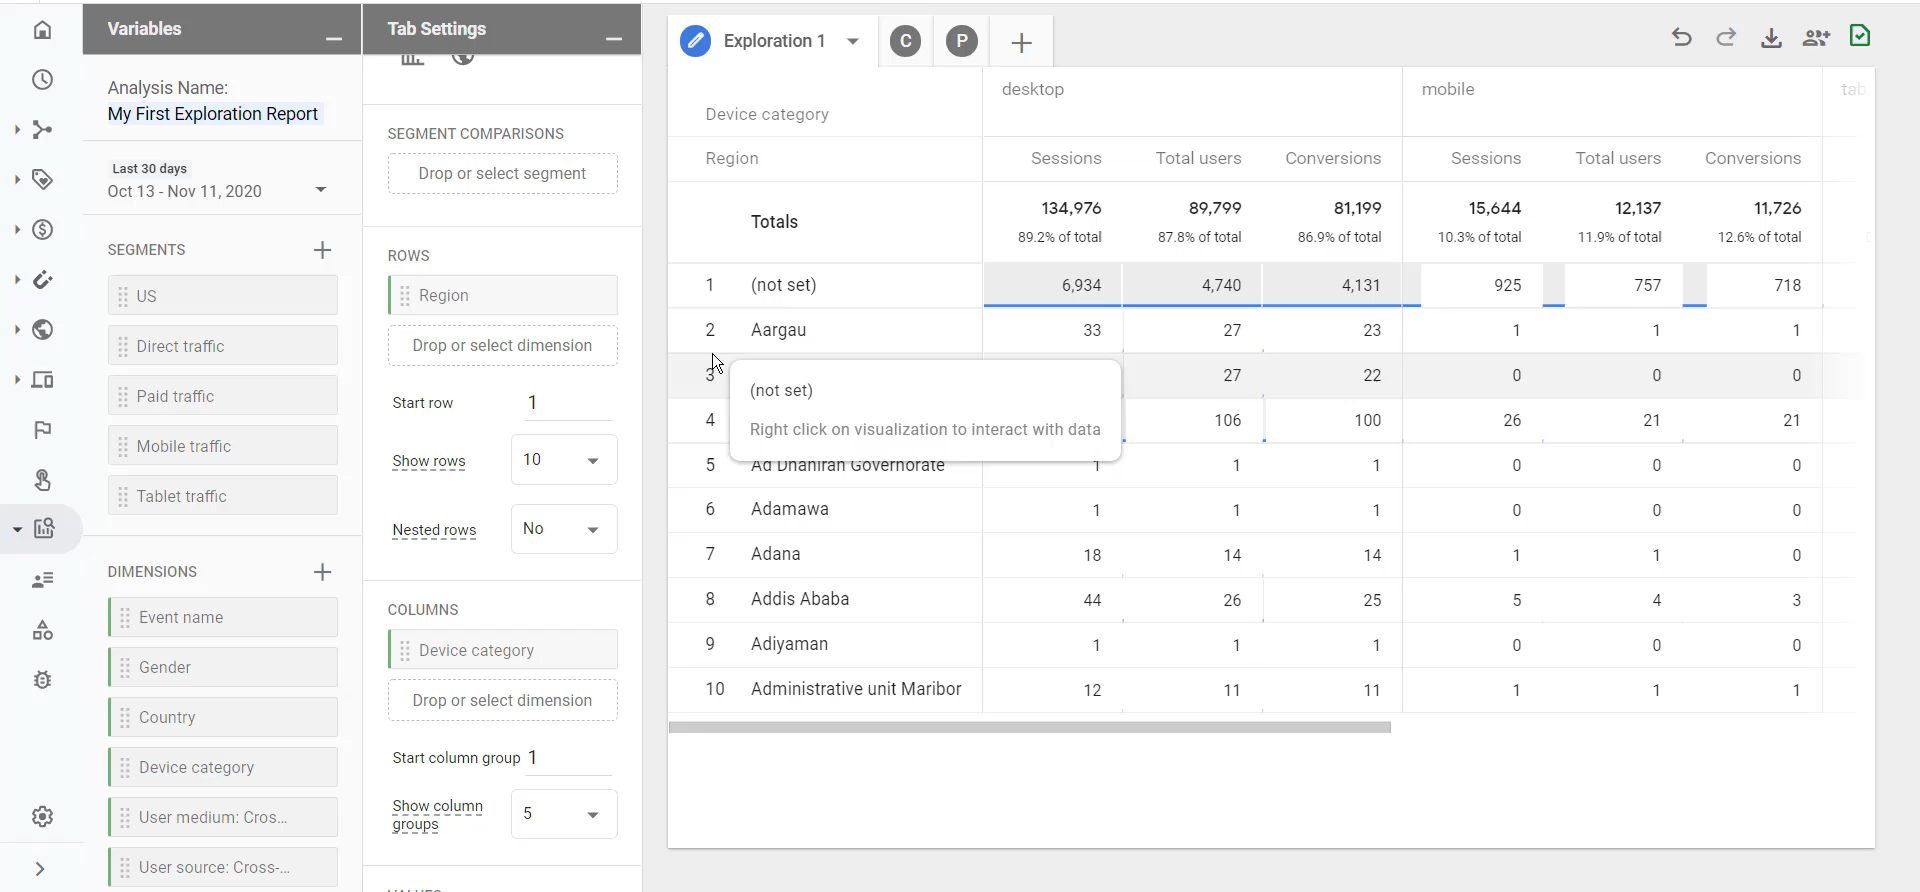 Variables
Analysis Name:
My First Exploration Report
Last 30 days
Oct 13 - Nov 11, 2020
SEGMENTS
US
Direct traffic
Paid traffic
Mobile traffic
Tablet traffic
DIMENSIONS
Event name
Gender
Country
Device category
User medium: Cros...
User source: Cross-...
Tab Settings
SEGMENT COMPARISONS
Drop or select segment
ROWS
Region
Drop or select dimension
Start row 1
Show rows 10
Nested rows No
COLUMNS
Device category
Drop or select dimension
Start column group 1
Show column groups 5
Exploration 1 C P
desktop mobile
Device category
Region Sessions Total users Conversions Sessions Total users Conversions
Totals 134,976 89,799 81,199 15,644 12,137 11,726
89.2% of total 87.8% of total 86.9% of total 10.3% of total 11.9% of total 12.6% of total
1 (not set) 6,934 4,740 4,131 925 757 718
2 Aargau 33 27 23 1 1 1
3 27 22 0 0 0
(not set)
Right click on visualization to interact with data
4 106 100 26 21 21
5 Ad Dhahirah Governorate 1 1 1 0 0 0
6 Adamawa 1 1 1 0 0 0
7 Adana 18 14 14 1 1 0
8 Addis Ababa 44 26 25 5 4 3
9 Adiyaman 1 1 1 0 0 0
10 Administrative unit Maribor 12 11 11 1 1 1